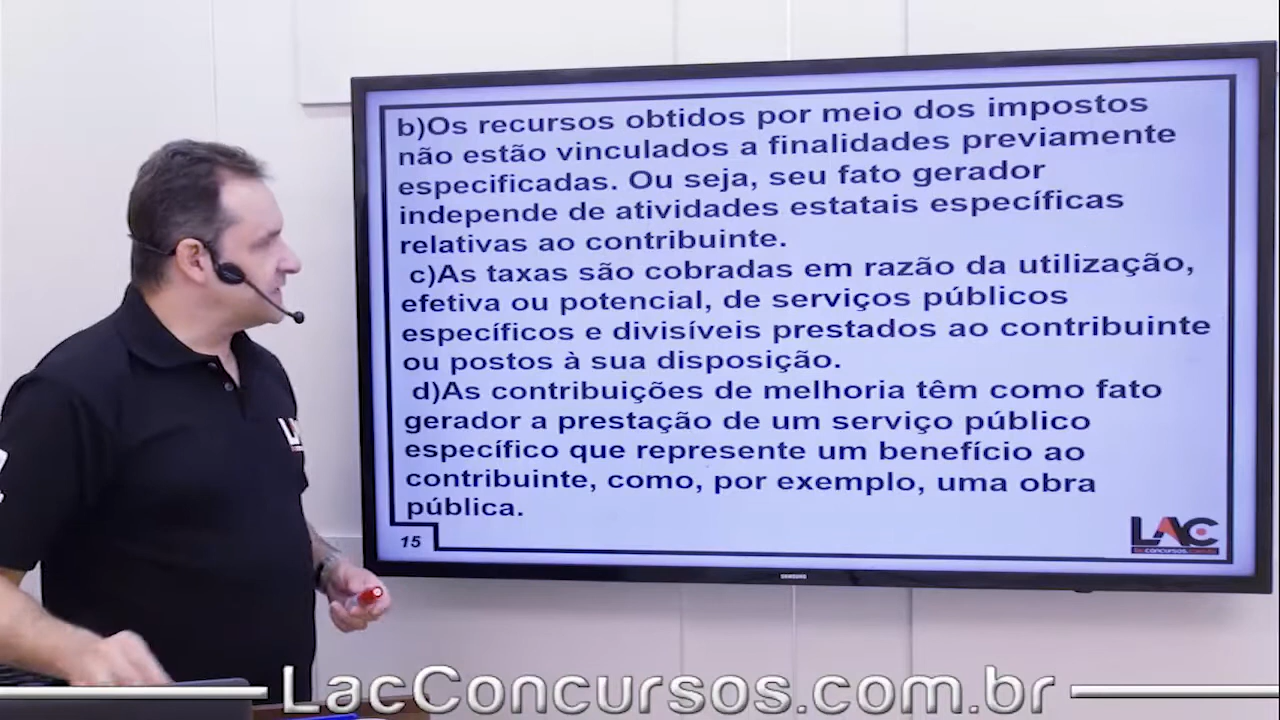 b)Os recursos obtidos por meio dos impostos
não estão vinculados a finalidades previamente
especificadas. Ou seja, seu fato gerador
independe de atividades estatais específicas
relativas ao contribuinte.
c)As taxas são cobradas em razão da utilização,
efetiva ou potencial, de serviços públicos
específicos e divisíveis prestados ao contribuinte
ou postos à sua disposição.
d)As contribuições de melhoria têm como fato
gerador a prestação de um serviço público
específico que represente um benefício ao
contribuinte, como, por exemplo, uma obra
pública.
15
LAC
lacconcursos.com.br
SAMSUNG
LacConcursos.com.br